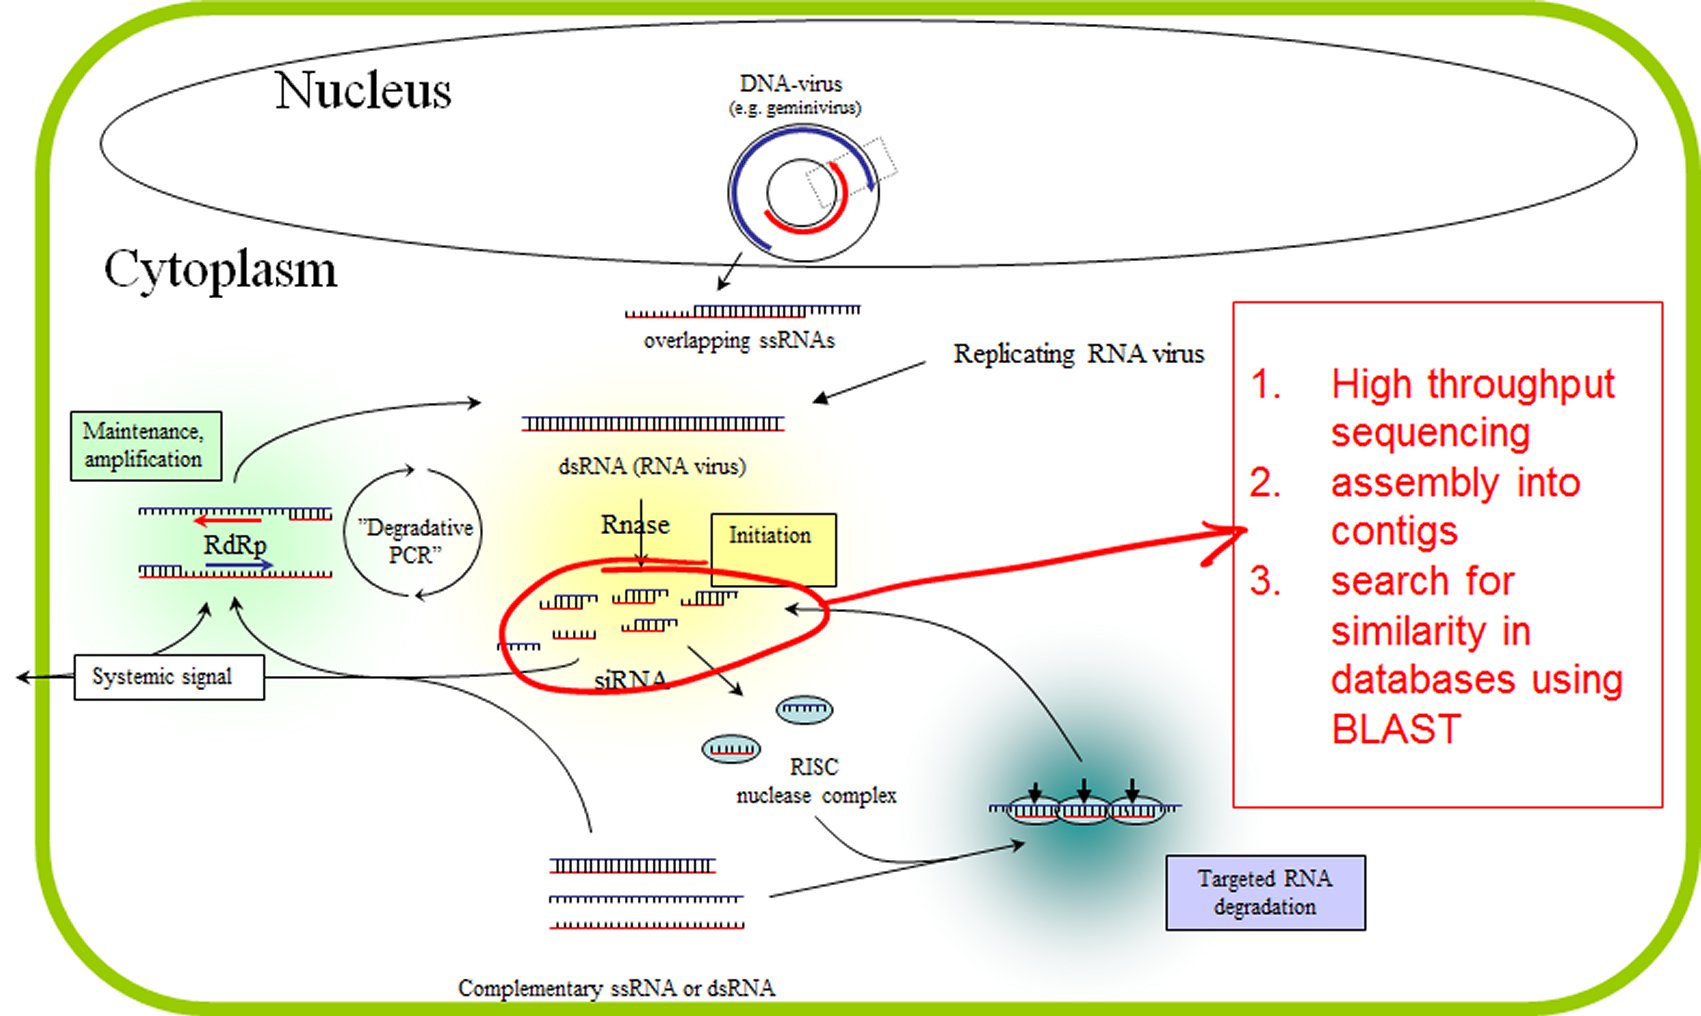 Nucleus
DNA-virus
(e.g. geminivirus)
Cytoplasm
overlapping ssRNAs
Replicating RNA virus
Maintenance,
amplification
dsRNA (RNA virus)
Rnase
Initiation
"Degradative
PCR"
RdRp
siRNA
Systemic signal
RISC
nuclease complex
Targeted RNA
degradation
Complementary ssRNA or dsRNA
1. High throughput
sequencing
2. assembly into
contigs
3. search for
similarity in
databases using
BLAST